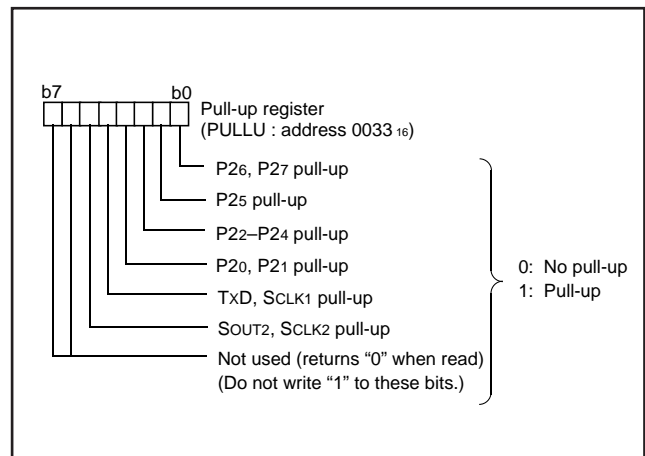 b7 b0
Pull-up register
(PULLU : address 0033 16)
P26, P27 pull-up
P25 pull-up
P22–P24 pull-up
P20, P21 pull-up
TXD, SCLK1 pull-up
SOUT2, SCLK2 pull-up
Not used (returns “0” when read)
(Do not write “1” to these bits.)
0: No pull-up
1: Pull-up